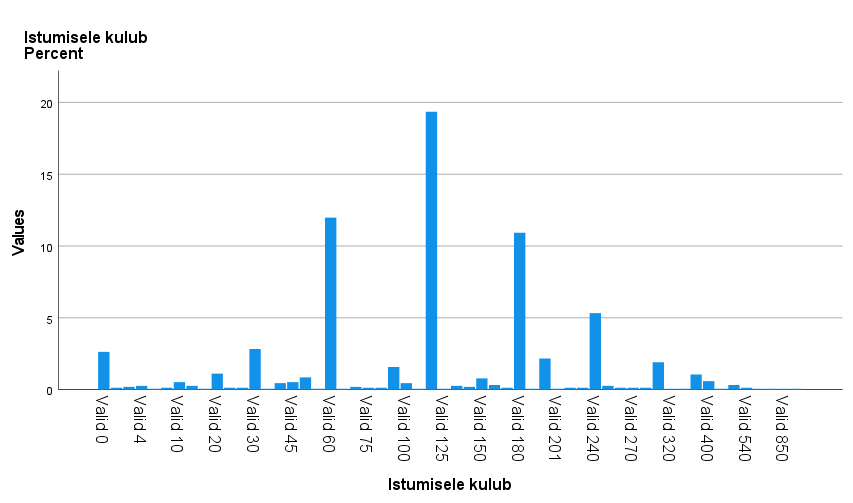 Istumisele kulub
Percent
20
15
10
5
0
Values
Valid 0
Valid 4
Valid 10
Valid 20
Valid 30
Valid 45
Valid 60
Valid 75
Valid 100
Valid 125
Valid 150
Valid 180
Valid 201
Valid 240
Valid 270
Valid 320
Valid 400
Valid 540
Valid 850
Istumisele kulub